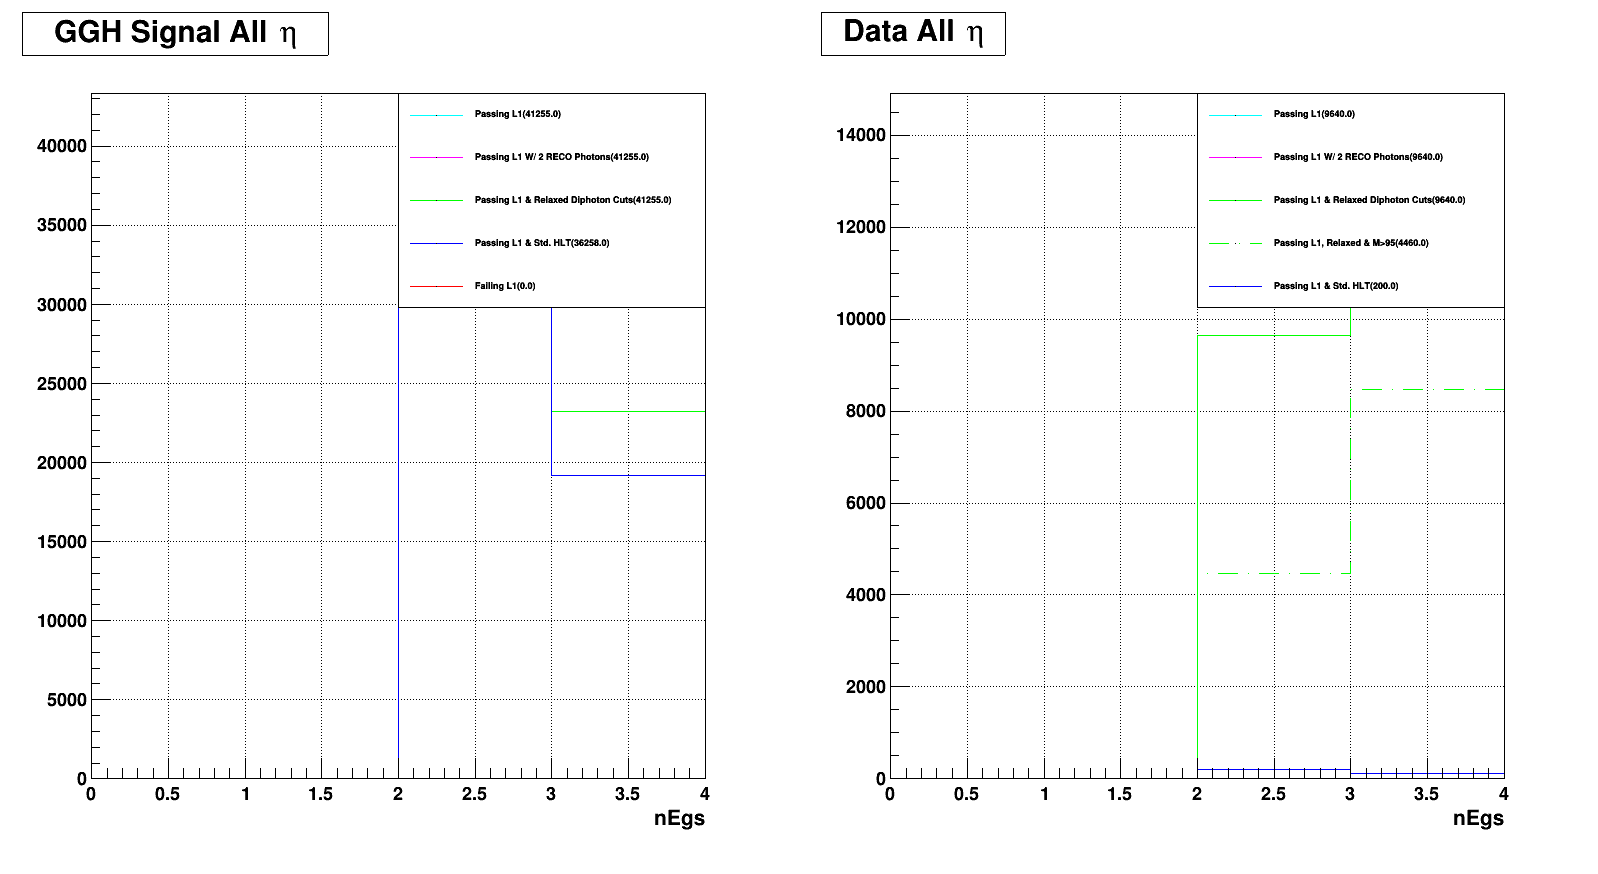 GGH Signal All η
40000
35000
30000
25000
20000
15000
10000
5000
0
0 0.5 1 1.5 2 2.5 3 3.5 4
nEgs
Passing L1(41255.0)
Passing L1 W/ 2 RECO Photons(41255.0)
Passing L1 & Relaxed Diphoton Cuts(41255.0)
Passing L1 & Std. HLT(36258.0)
Failing L1(0.0)
Data All η
14000
12000
10000
8000
6000
4000
2000
0
0 0.5 1 1.5 2 2.5 3 3.5 4
nEgs
Passing L1(9640.0)
Passing L1 W/ 2 RECO Photons(9640.0)
Passing L1 & Relaxed Diphoton Cuts(9640.0)
Passing L1, Relaxed & M>95(4460.0)
Passing L1 & Std. HLT(200.0)